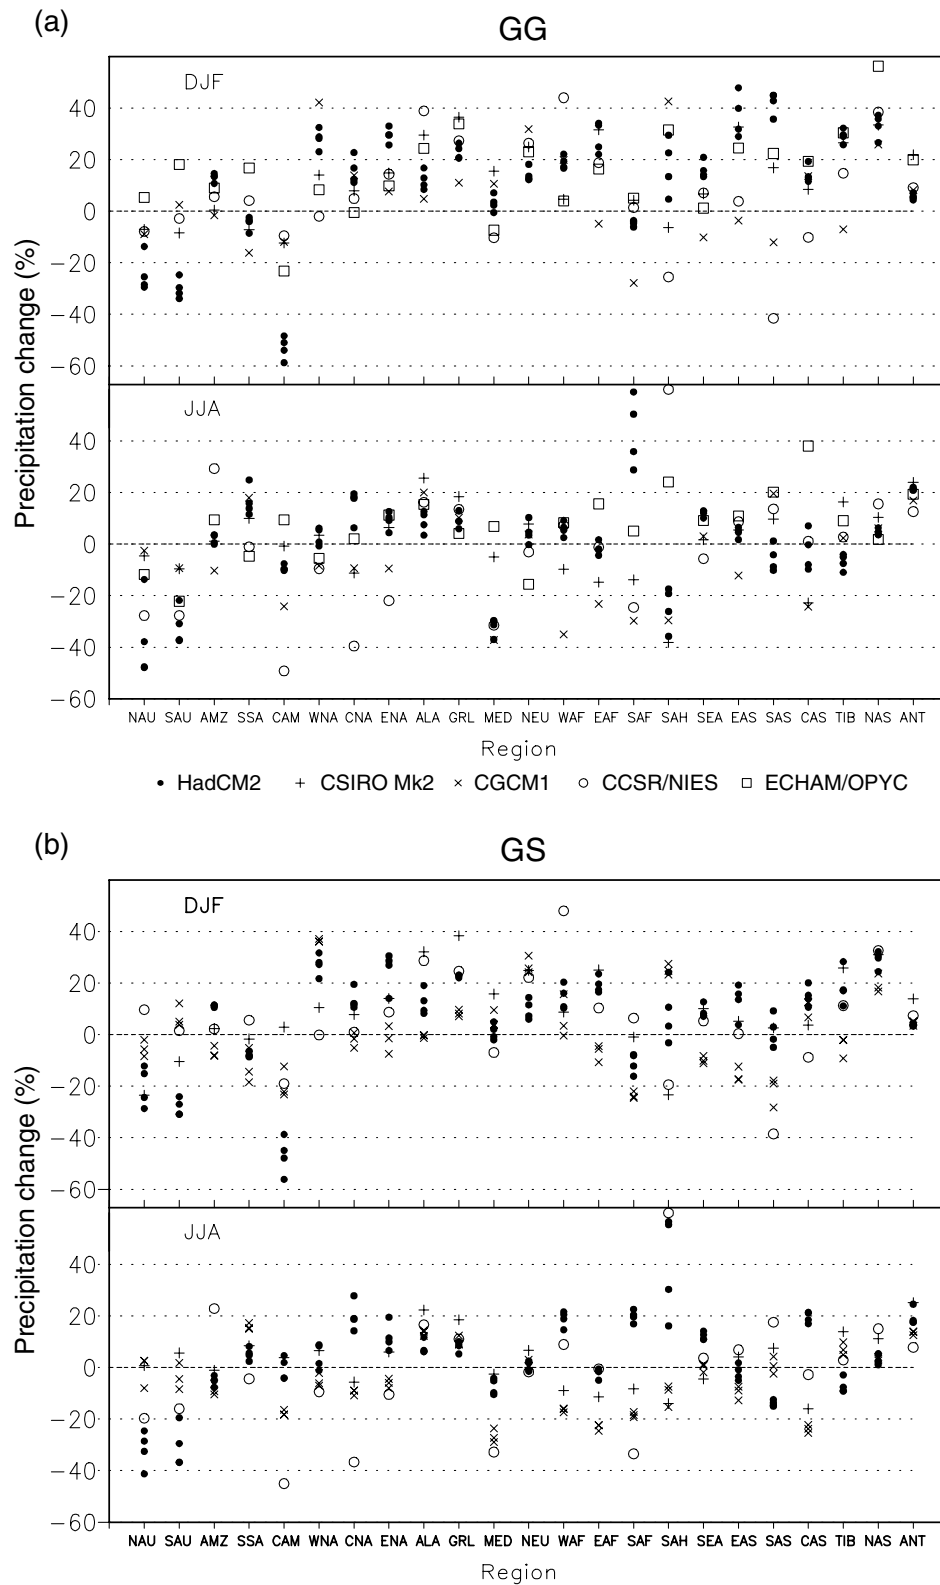 (a)
GG
DJF
40
20
0
−20
−40
−60
JJA
40
20
0
−20
−40
−60
Precipitation change (%)
NAU SAU AMZ SSA CAM WNA CNA ENA ALA GRL MED NEU WAF EAF SAF SAH SEA EAS SAS CAS TIB NAS ANT
Region
HadCM2 CSIRO Mk2 CGCM1 CCSR/NIES ECHAM/OPYC
(b)
GS
DJF
40
20
0
−20
−40
−60
JJA
40
20
0
−20
−40
−60
Precipitation change (%)
NAU SAU AMZ SSA CAM WNA CNA ENA ALA GRL MED NEU WAF EAF SAF SAH SEA EAS SAS CAS TIB NAS ANT
Region